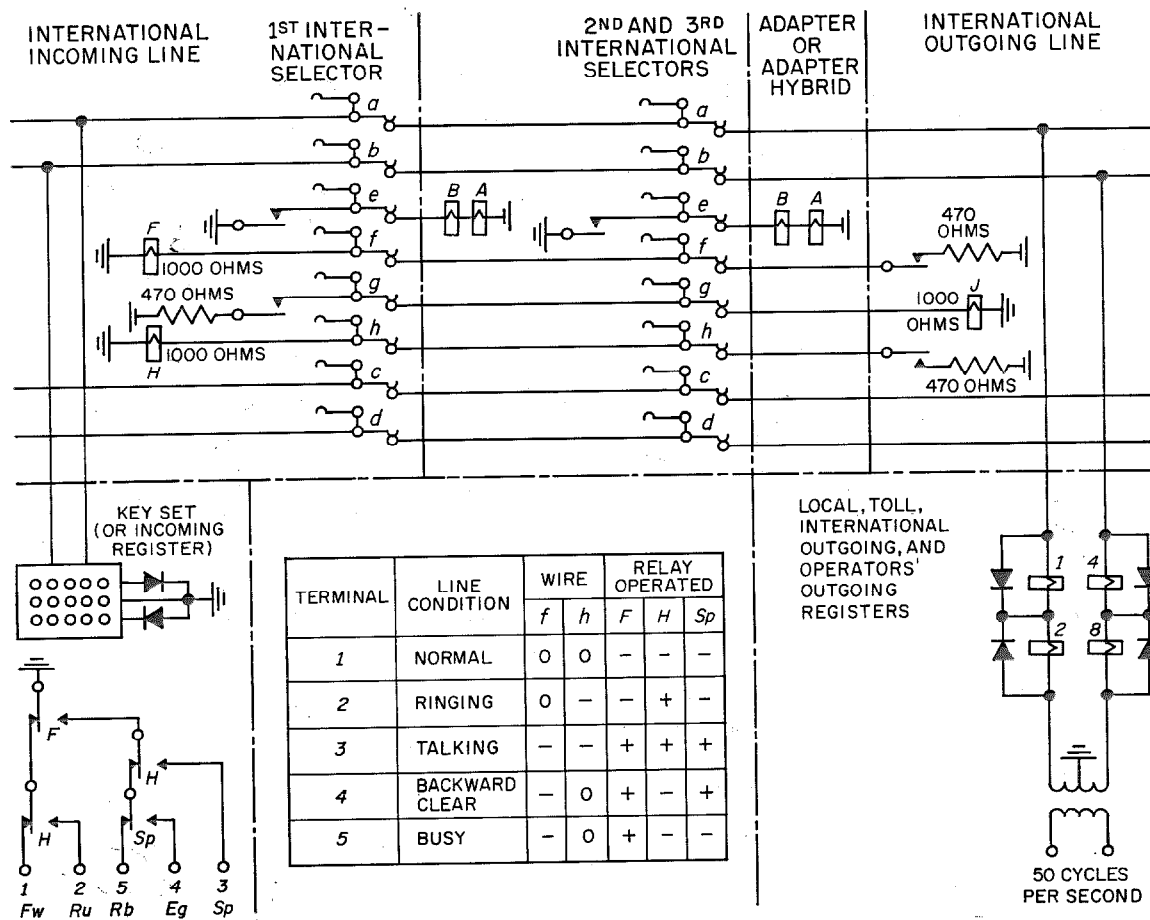 INTERNATIONAL
INCOMING LINE
1ST INTER-
NATIONAL
SELECTOR
2ND AND 3RD
INTERNATIONAL
SELECTORS
ADAPTER
OR
ADAPTER
HYBRID
INTERNATIONAL
OUTGOING LINE
a
a
b
b
e
B A
e
B A
F
1000 OHMS
f
f
470
OHMS
470 OHMS
g
g
1000
OHMS
J
h
h
1000 OHMS
H
470 OHMS
c
c
d
d
KEY SET
(OR INCOMING
REGISTER)
LOCAL, TOLL,
INTERNATIONAL
OUTGOING, AND
OPERATORS'
OUTGOING
REGISTERS
1 4
2 8
F
H
H
Sp
1 2 5 4 3
Fw Ru Rb Eg Sp
TERMINAL LINE CONDITION WIRE RELAY OPERATED
f h F H Sp
1 NORMAL O O - - -
2 RINGING O - - + -
3 TALKING - - + + +
4 BACKWARD CLEAR - O + - +
5 BUSY - O + - -
50 CYCLES
PER SECOND